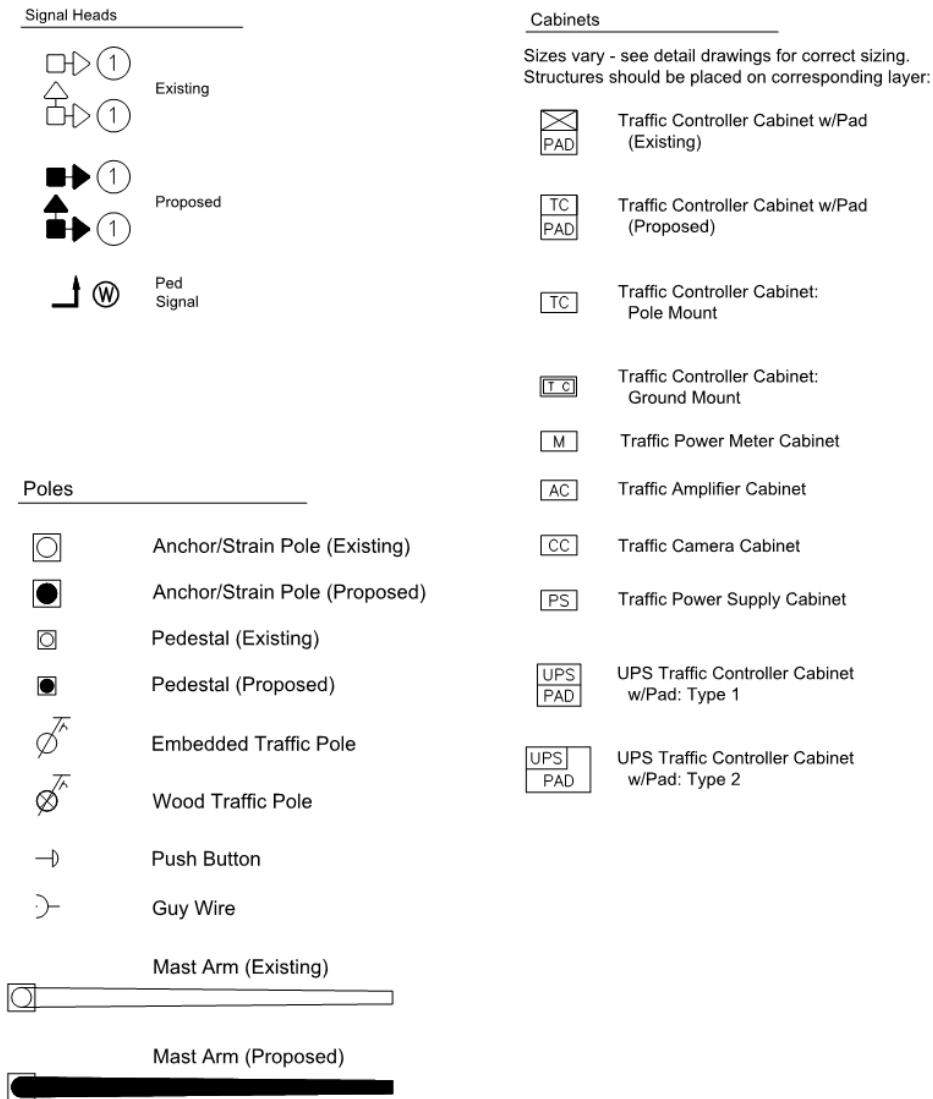 Signal Heads
1
Existing
1
1
Proposed
1
W
Ped
Signal
Poles
Anchor/Strain Pole (Existing)
Anchor/Strain Pole (Proposed)
Pedestal (Existing)
Pedestal (Proposed)
Embedded Traffic Pole
Wood Traffic Pole
Push Button
Guy Wire
Mast Arm (Existing)
Mast Arm (Proposed)
Cabinets
Sizes vary - see detail drawings for correct sizing.
Structures should be placed on corresponding layer:
PAD
Traffic Controller Cabinet w/Pad
(Existing)
TC
PAD
Traffic Controller Cabinet w/Pad
(Proposed)
TC
Traffic Controller Cabinet:
Pole Mount
T C
Traffic Controller Cabinet:
Ground Mount
M Traffic Power Meter Cabinet
AC Traffic Amplifier Cabinet
CC Traffic Camera Cabinet
PS Traffic Power Supply Cabinet
UPS
PAD
UPS Traffic Controller Cabinet
w/Pad: Type 1
UPS
PAD
UPS Traffic Controller Cabinet
w/Pad: Type 2